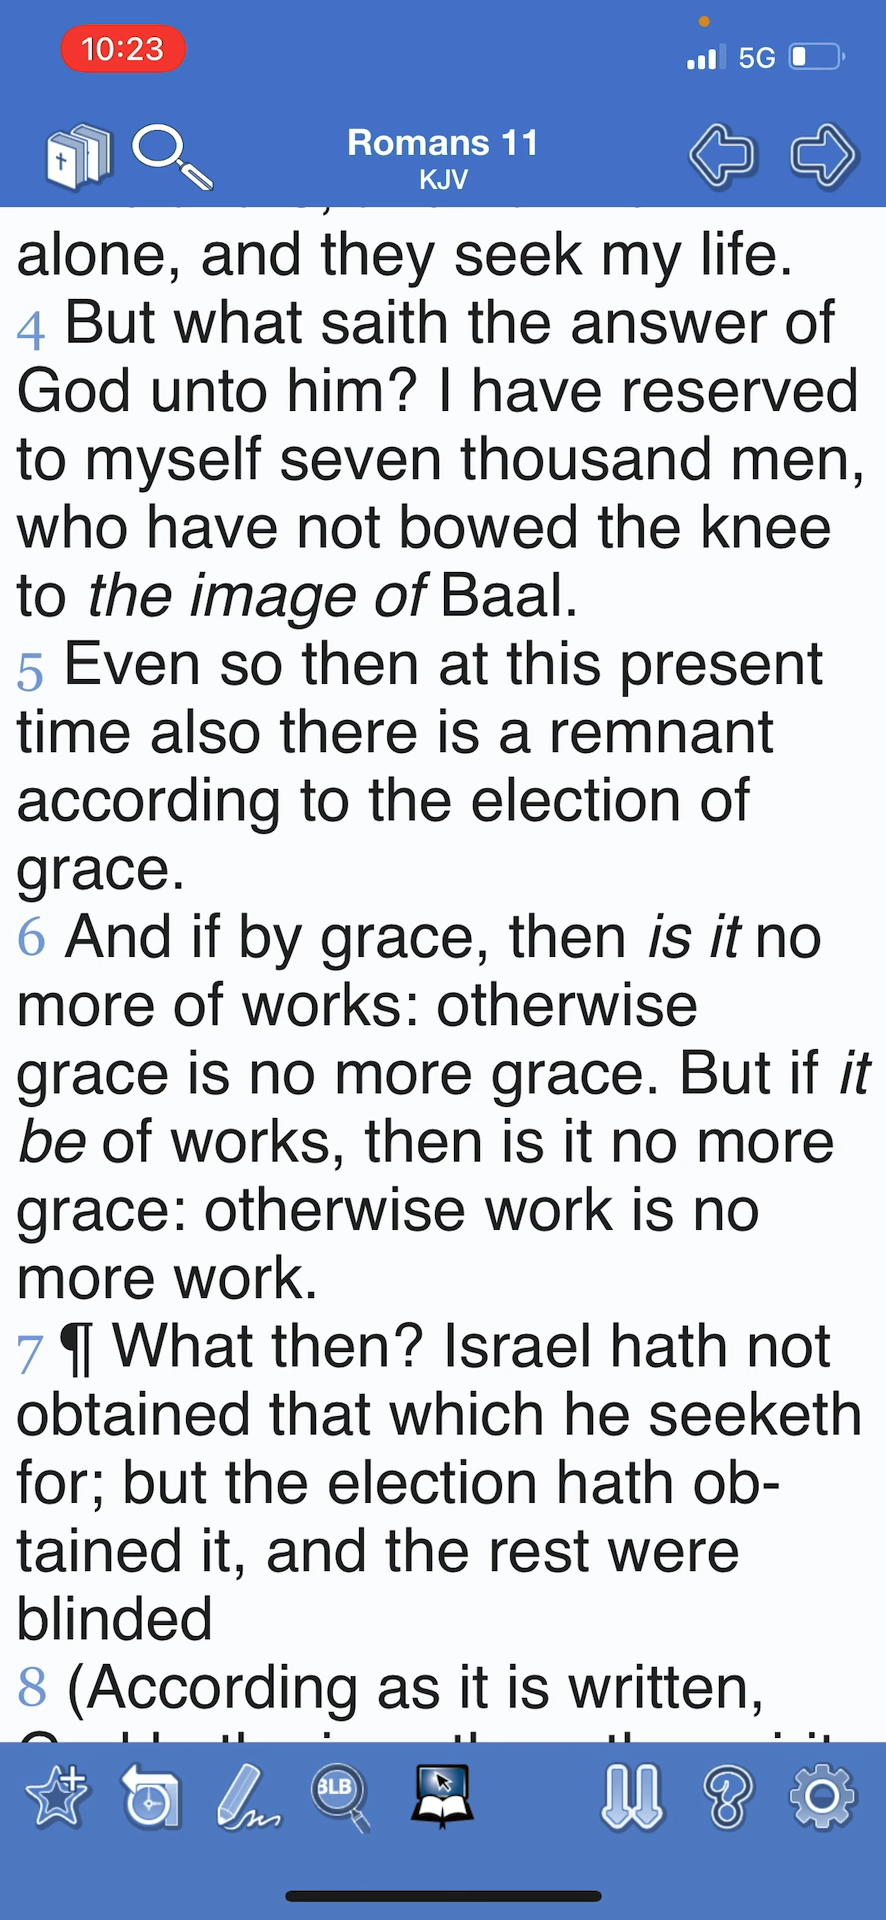 10:23
5G
Romans 11
KJV
alone, and they seek my life.
4 But what saith the answer of
God unto him? I have reserved
to myself seven thousand men,
who have not bowed the knee
to the image of Baal.
5 Even so then at this present
time also there is a remnant
according to the election of
grace.
6 And if by grace, then is it no
more of works: otherwise
grace is no more grace. But if it
be of works, then is it no more
grace: otherwise work is no
more work.
7 ¶ What then? Israel hath not
obtained that which he seeketh
for; but the election hath ob-
tained it, and the rest were
blinded
8 (According as it is written,
BLB